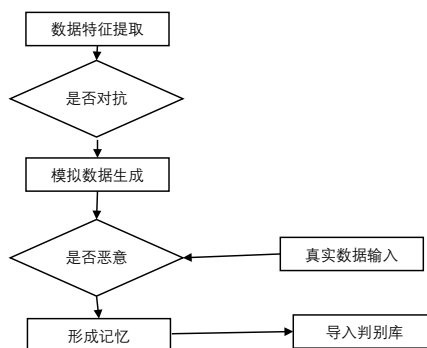 数据特征提取
是否对抗
模拟数据生成
是否恶意
真实数据输入
形成记忆
导入判别库